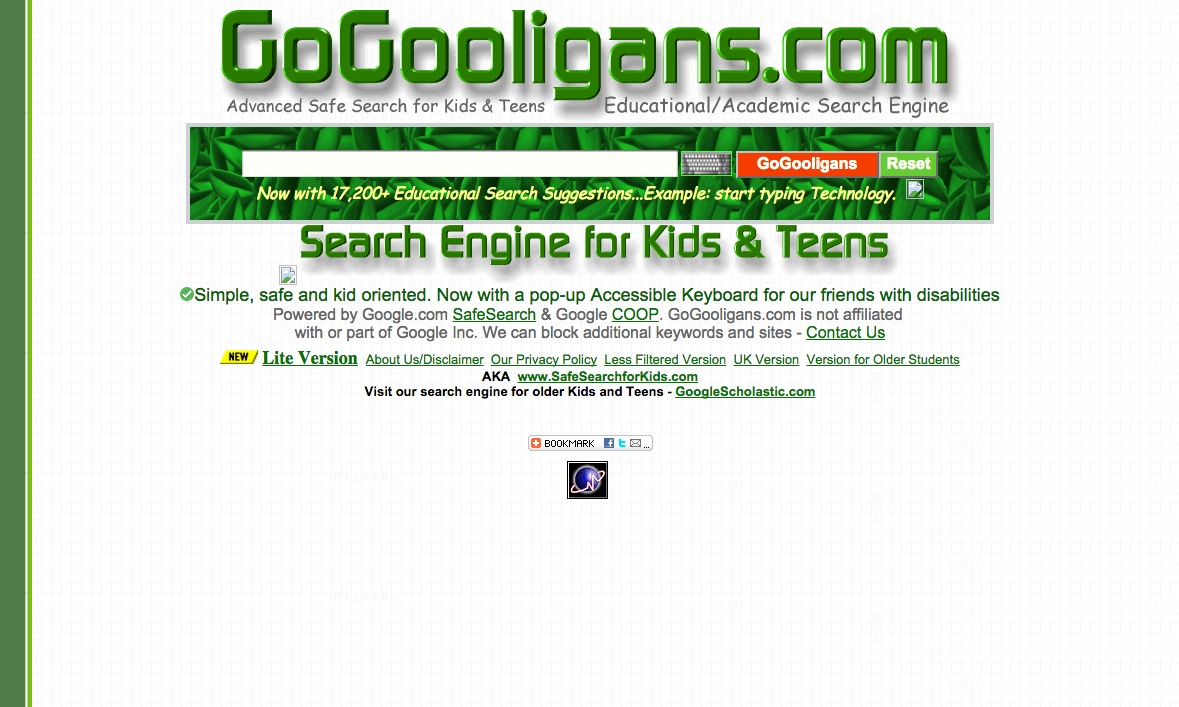 GoGooligans.com
Advanced Safe Search for Kids & Teens Educational/Academic Search Engine
GoGooligans Reset
Now with 17,200+ Educational Search Suggestions...Example: start typing Technology.
Search Engine for Kids & Teens
Simple, safe and kid oriented. Now with a pop-up Accessible Keyboard for our friends with disabilities
Powered by Google.com SafeSearch & Google COOP. GoGooligans.com is not affiliated
with or part of Google Inc. We can block additional keywords and sites - Contact Us
NEW Lite Version About Us/Disclaimer Our Privacy Policy Less Filtered Version UK Version Version for Older Students
AKA www.SafeSearchforKids.com
Visit our search engine for older Kids and Teens - GoogleScholastic.com
BOOKMARK ...
N